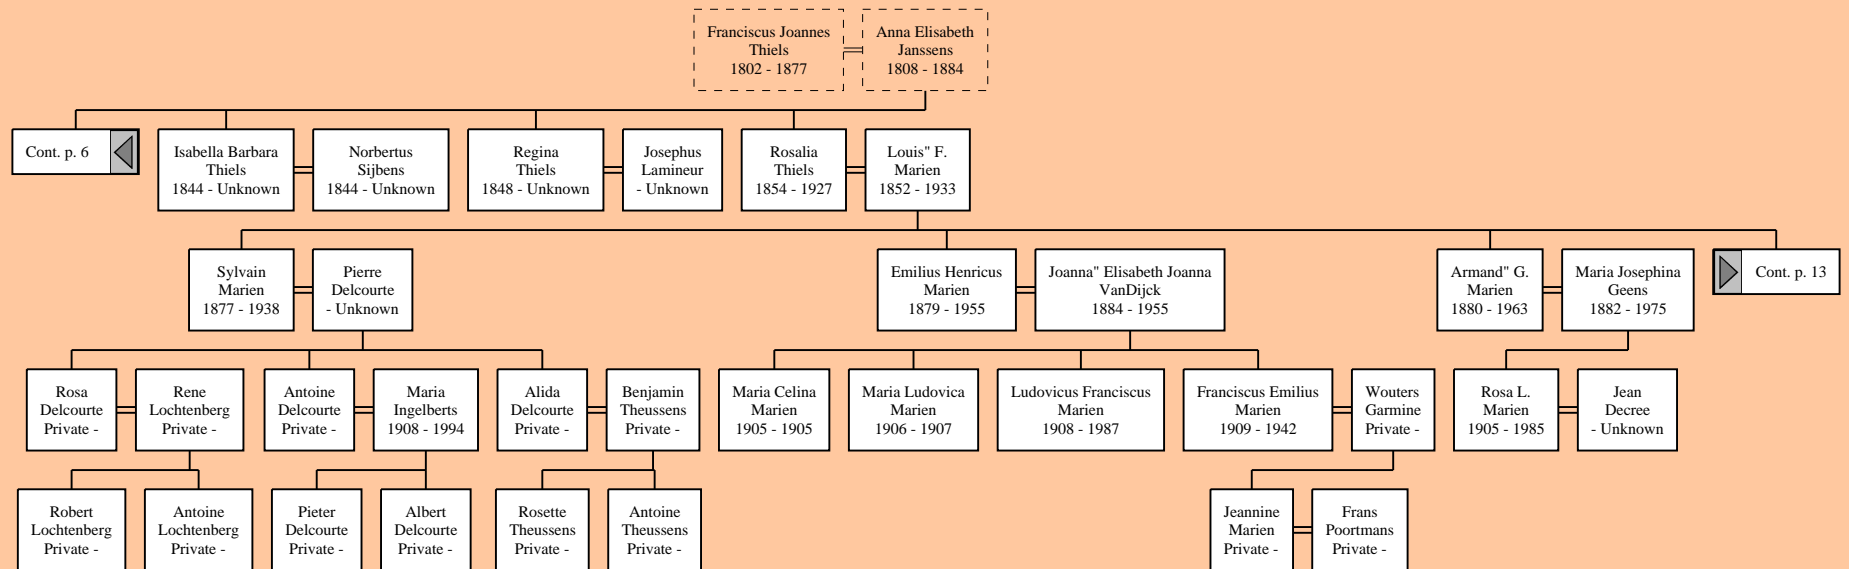 Franciscus Joannes
Thiels
1802 - 1877
Anna Elisabeth
Janssens
1808 - 1884
Cont. p. 6
Isabella Barbara
Thiels
1844 - Unknown
Norbertus
Sijbens
1844 - Unknown
Regina
Thiels
1848 - Unknown
Josephus
Lamineur
- Unknown
Rosalia
Thiels
1854 - 1927
Louis" F.
Marien
1852 - 1933
Sylvain
Marien
1877 - 1938
Pierre
Delcourte
- Unknown
Emilius Henricus
Marien
1879 - 1955
Joanna" Elisabeth Joanna
VanDijck
1884 - 1955
Armand" G.
Marien
1880 - 1963
Maria Josephina
Geens
1882 - 1975
Cont. p. 13
Rosa
Delcourte
Private -
Rene
Lochtenberg
Private -
Antoine
Delcourte
Private -
Maria
Ingelberts
1908 - 1994
Alida
Delcourte
Private -
Benjamin
Theussens
Private -
Maria Celina
Marien
1905 - 1905
Maria Ludovica
Marien
1906 - 1907
Ludovicus Franciscus
Marien
1908 - 1987
Franciscus Emilius
Marien
1909 - 1942
Wouters
Garmine
Private -
Rosa L.
Marien
1905 - 1985
Jean
Decree
- Unknown
Robert
Lochtenberg
Private -
Antoine
Lochtenberg
Private -
Pieter
Delcourte
Private -
Albert
Delcourte
Private -
Rosette
Theussens
Private -
Antoine
Theussens
Private -
Jeannine
Marien
Private -
Frans
Poortmans
Private -